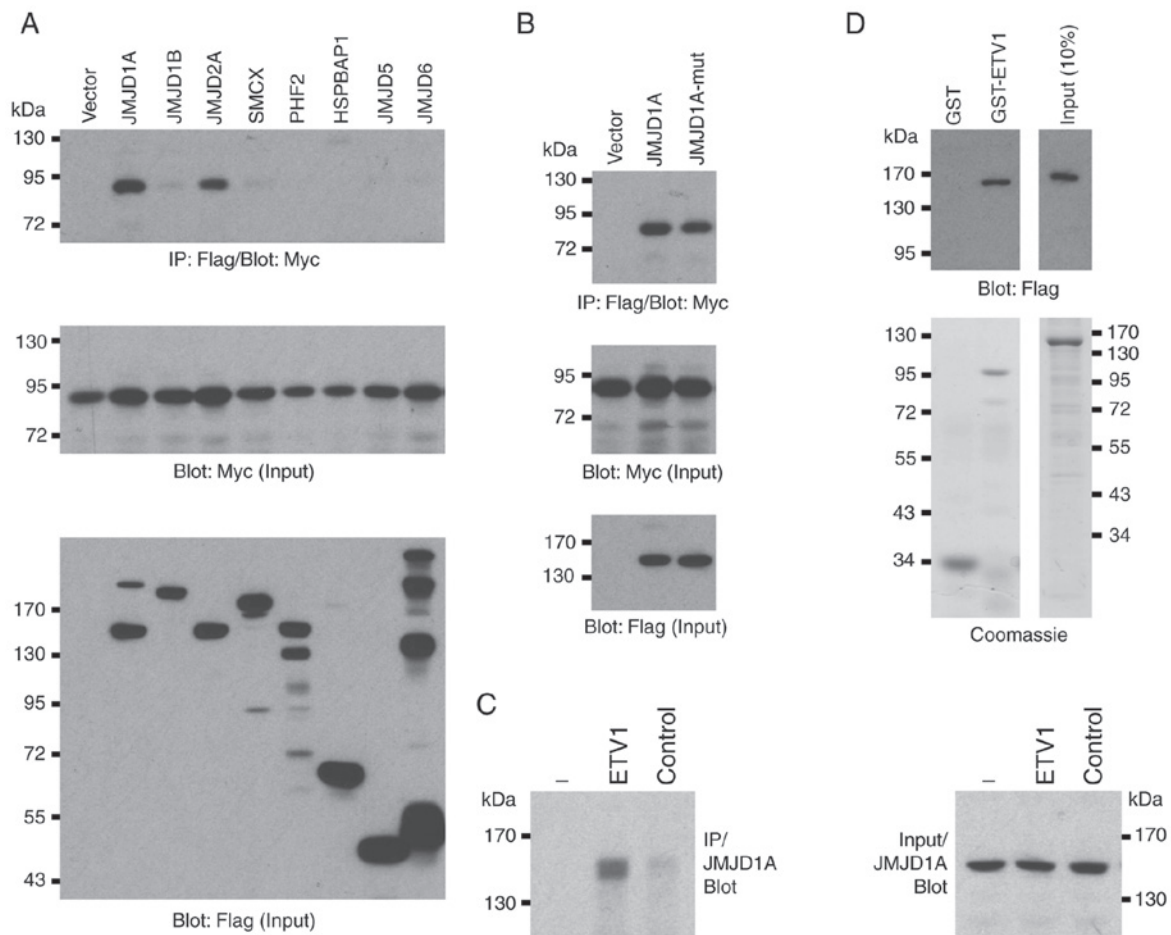 A
kDa
Vector
JMJD1A
JMJD1B
JMJD2A
SMCX
PHF2
HSPBAP1
JMJD5
JMJD6
130
95
72
IP: Flag/Blot: Myc
130
95
72
Blot: Myc (Input)
170
130
95
72
55
43
Blot: Flag (Input)
B
kDa
Vector
JMJD1A
JMJD1A-mut
130
95
72
IP: Flag/Blot: Myc
95
72
Blot: Myc (Input)
170
130
Blot: Flag (Input)
C
kDa
–
ETV1
Control
170
130
IP/
JMJD1A
Blot
–
ETV1
Control
kDa
Input/
JMJD1A
Blot
170
130
D
kDa
GST
GST-ETV1
Input (10%)
170
130
95
Blot: Flag
130
95
72
55
43
34
170
130
95
72
55
43
34
Coomassie